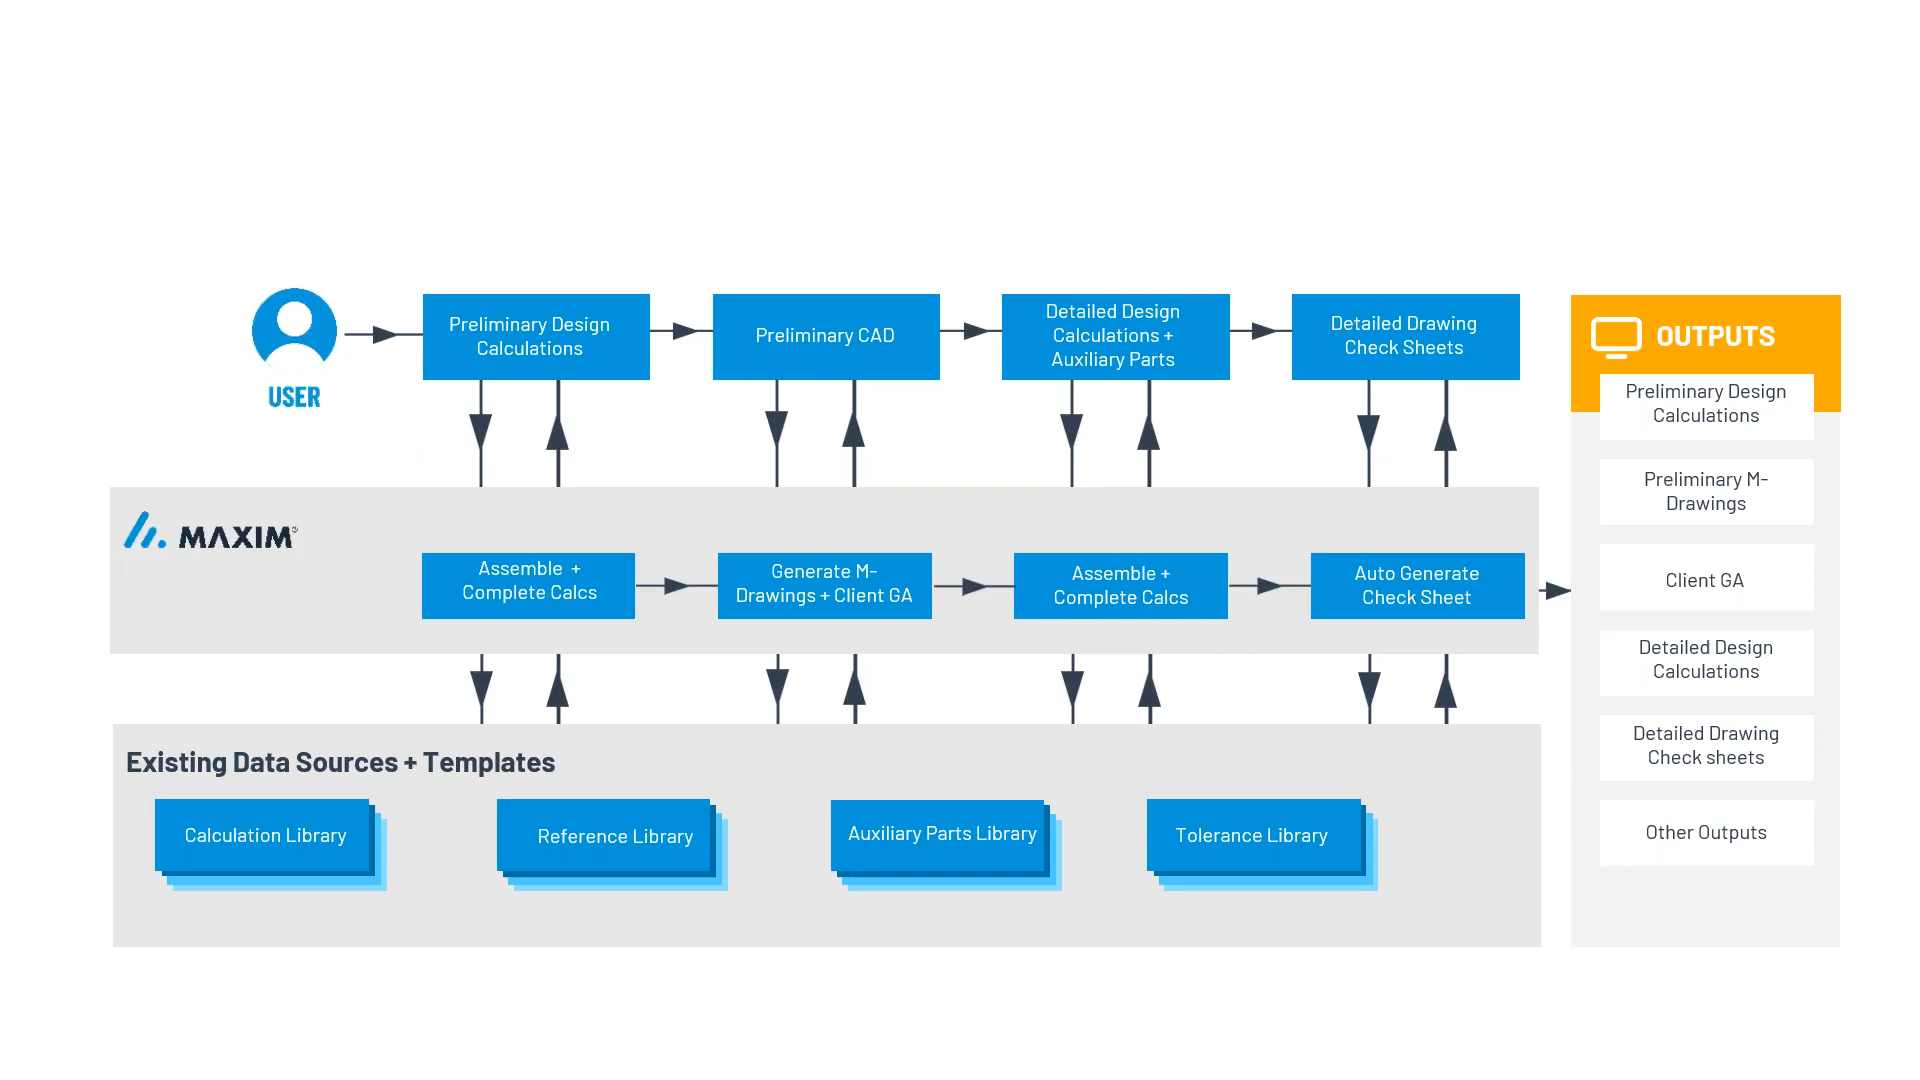 USER
Preliminary Design
Calculations
Preliminary CAD
Detailed Design
Calculations +
Auxiliary Parts
Detailed Drawing
Check Sheets
MAXIM®
Assemble +
Complete Calcs
Generate M-
Drawings + Client GA
Assemble +
Complete Calcs
Auto Generate
Check Sheet
Existing Data Sources + Templates
Calculation Library
Reference Library
Auxiliary Parts Library
Tolerance Library
OUTPUTS
Preliminary Design
Calculations
Preliminary M-
Drawings
Client GA
Detailed Design
Calculations
Detailed Drawing
Check sheets
Other Outputs